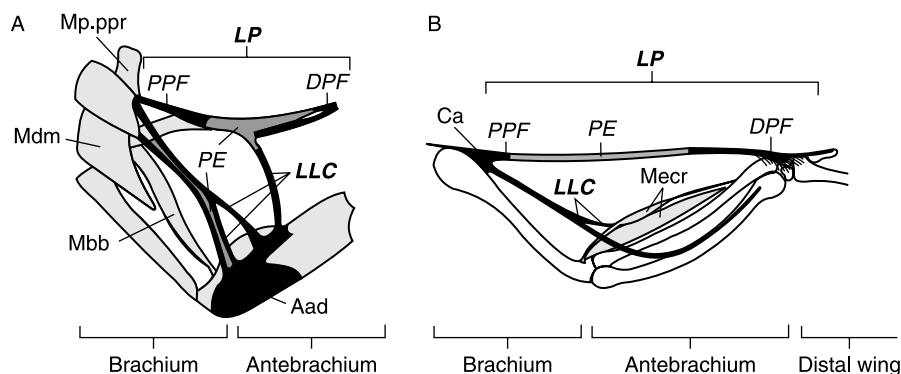 A
Mp.ppr
LP
PPF
DPF
Mdm
PE
LLC
Mbb
Aad
Brachium
Antebrachium
B
LP
Ca
PPF
PE
DPF
LLC
Mecr
Brachium
Antebrachium
Distal wing